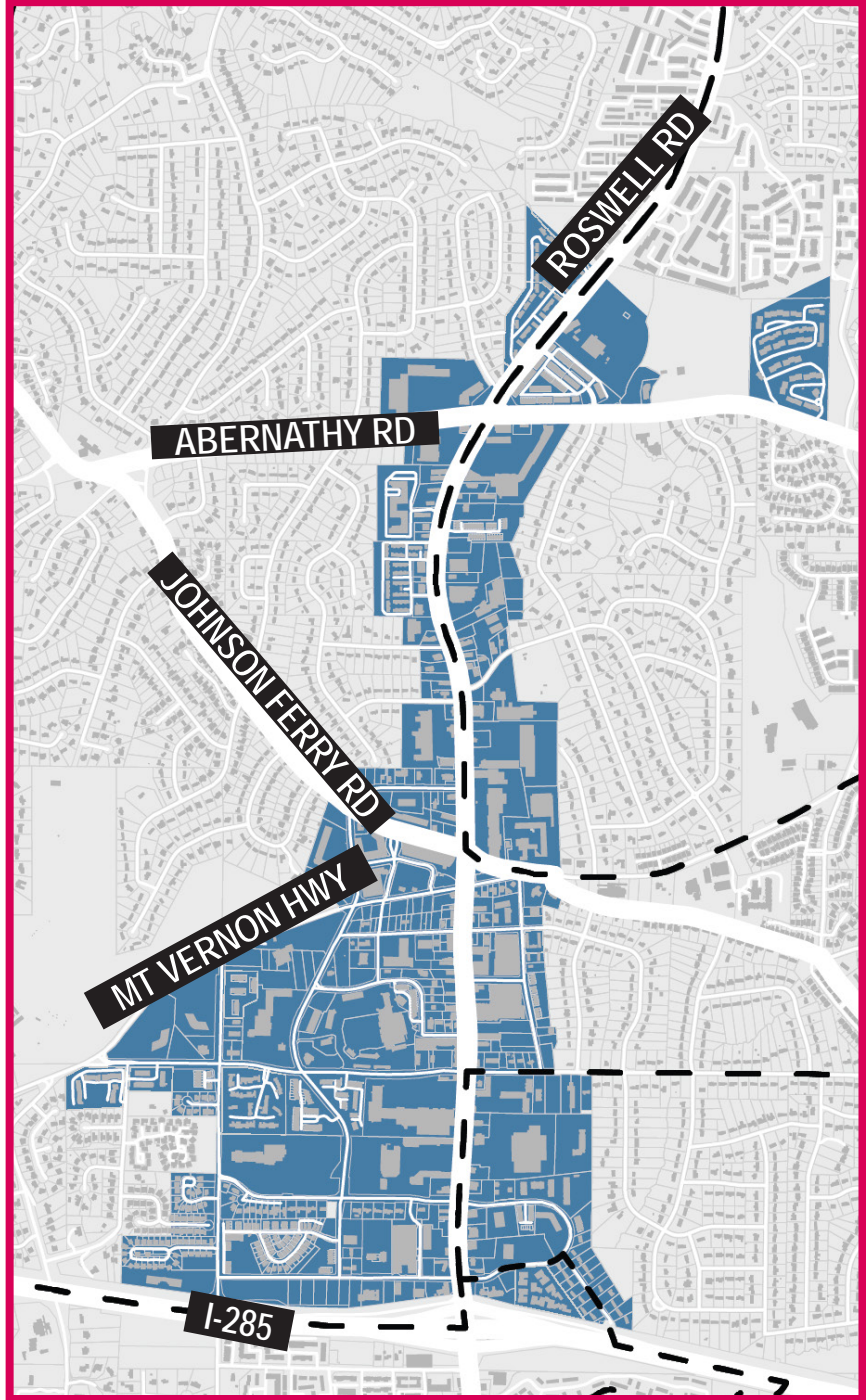 ROSWELL RD
ABERNATHY RD
JOHNSON FERRY RD
MT VERNON HWY
I-285